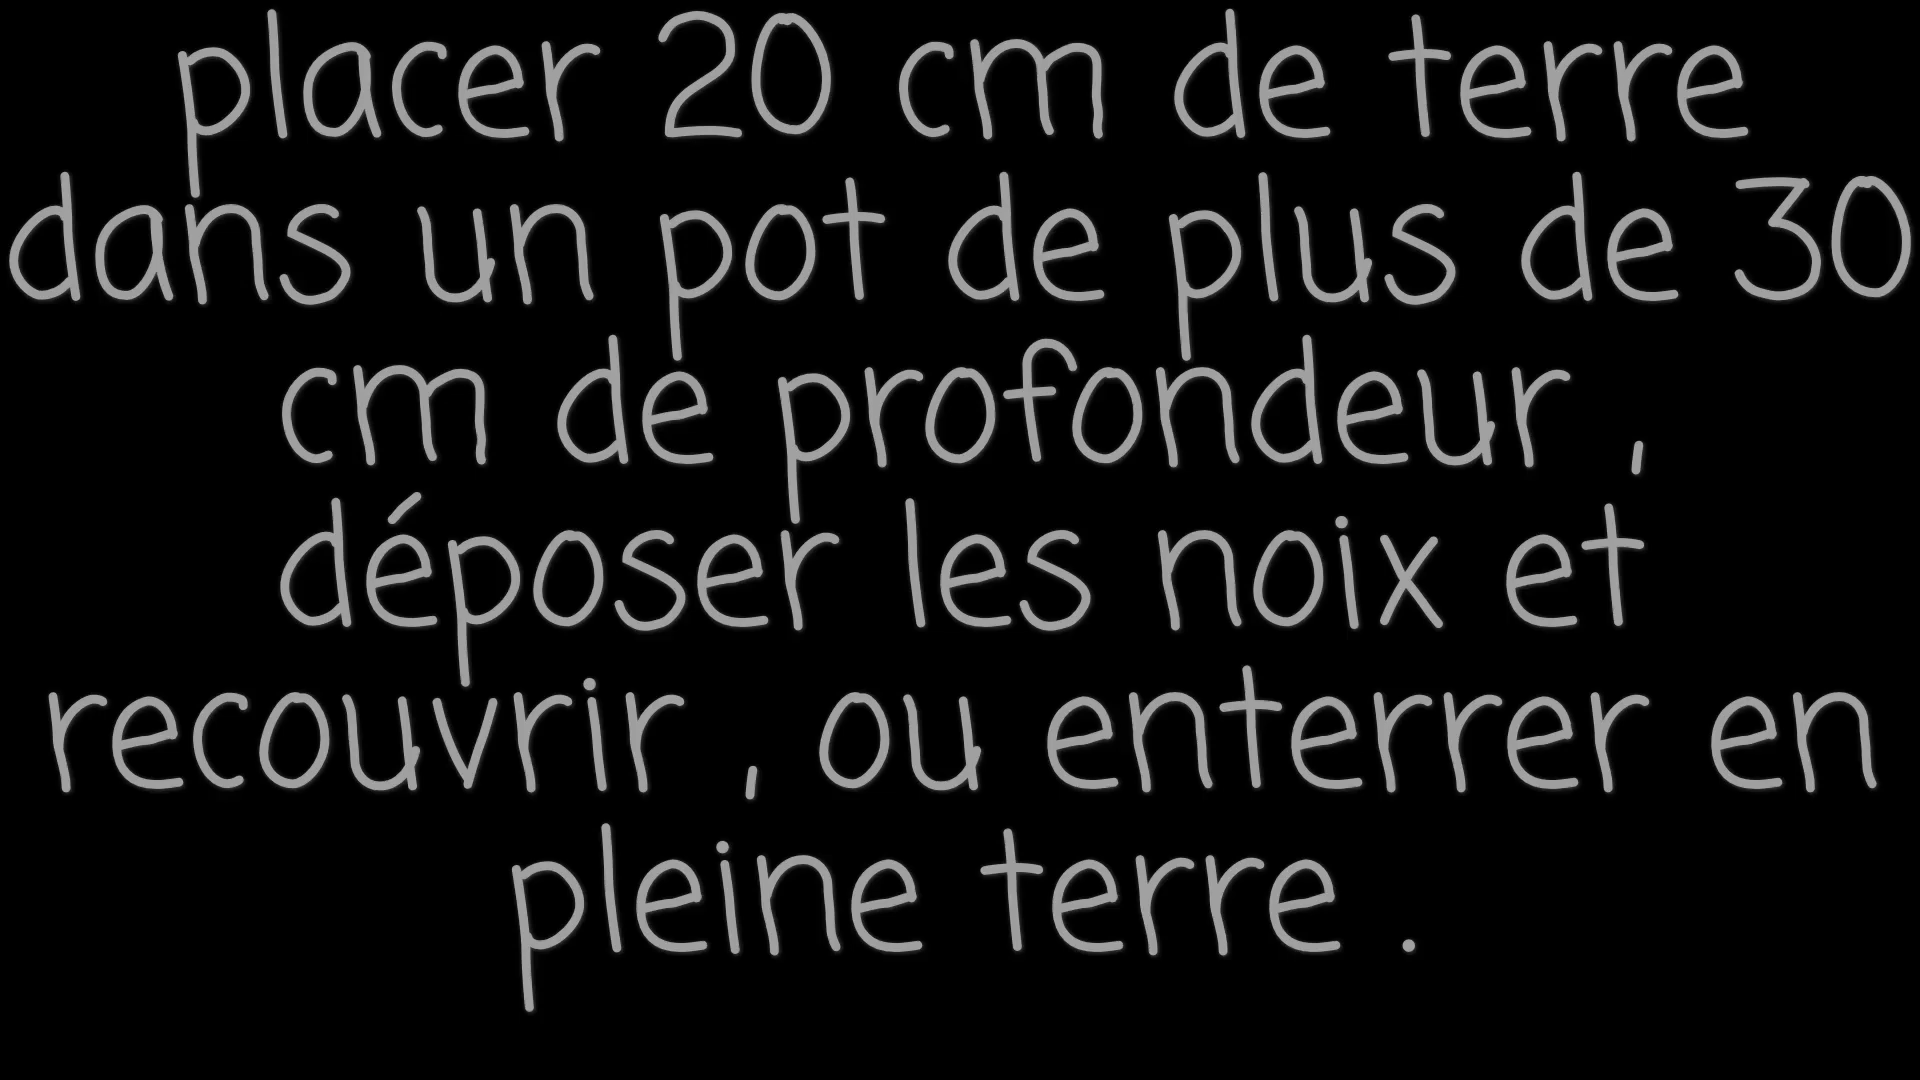 placer 20 cm de terre
dans un pot de plus de 30
cm de profondeur ,
déposer les noix et
recouvrir , ou enterrer en
pleine terre .